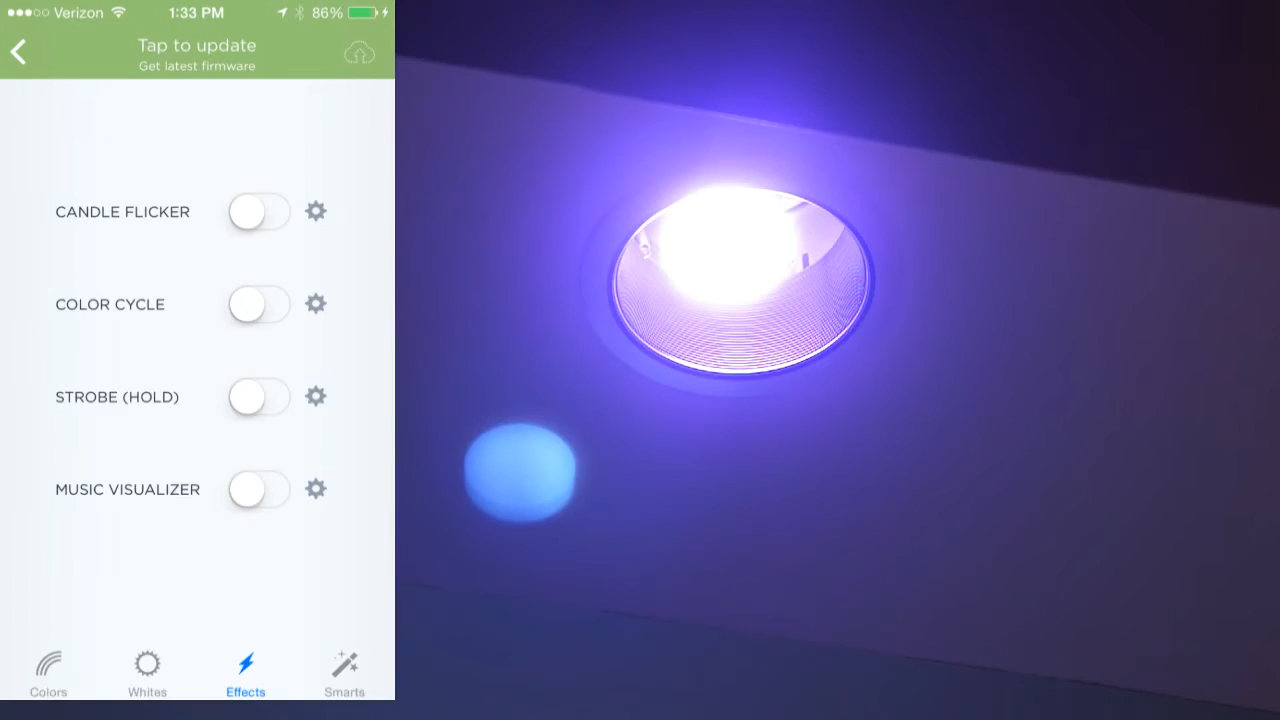 Verizon 1:33 PM 86%
Tap to update
Get latest firmware
CANDLE FLICKER
COLOR CYCLE
STROBE (HOLD)
MUSIC VISUALIZER
Colors Whites Effects Smarts